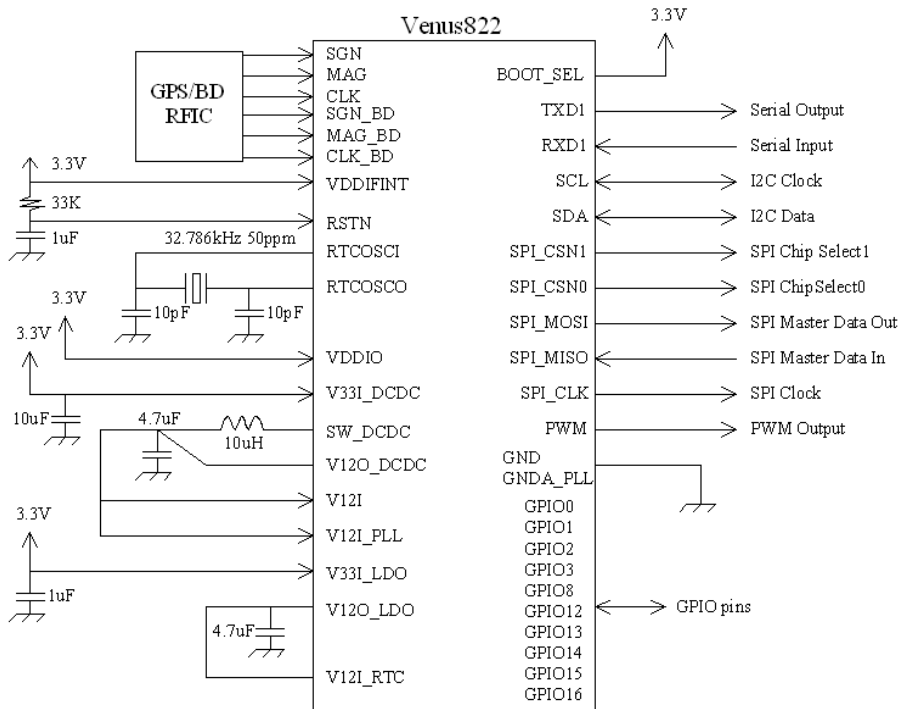 Venus822
GPS/BD
RFIC
SGN
MAG
CLK
SGN_BD
MAG_BD
CLK_BD
3.3V
VDDIFINT
33K
RSTN
1uF
32.786kHz 50ppm
RTCOSCI
RTCOSCO
10pF
10pF
3.3V
VDDIO
3.3V
V33I_DCDC
10uF
4.7uF
10uH
SW_DCDC
V12O_DCDC
V12I
V12I_PLL
3.3V
V33I_LDO
1uF
V12O_LDO
4.7uF
V12I_RTC
3.3V
BOOT_SEL
TXD1
Serial Output
RXD1
Serial Input
SCL
I2C Clock
SDA
I2C Data
SPI_CSN1
SPI Chip Select1
SPI_CSN0
SPI ChipSelect0
SPI_MOSI
SPI Master Data Out
SPI_MISO
SPI Master Data In
SPI_CLK
SPI Clock
PWM
PWM Output
GND
GNDA_PLL
GPIO0
GPIO1
GPIO2
GPIO3
GPIO8
GPIO12
GPIO pins
GPIO13
GPIO14
GPIO15
GPIO16